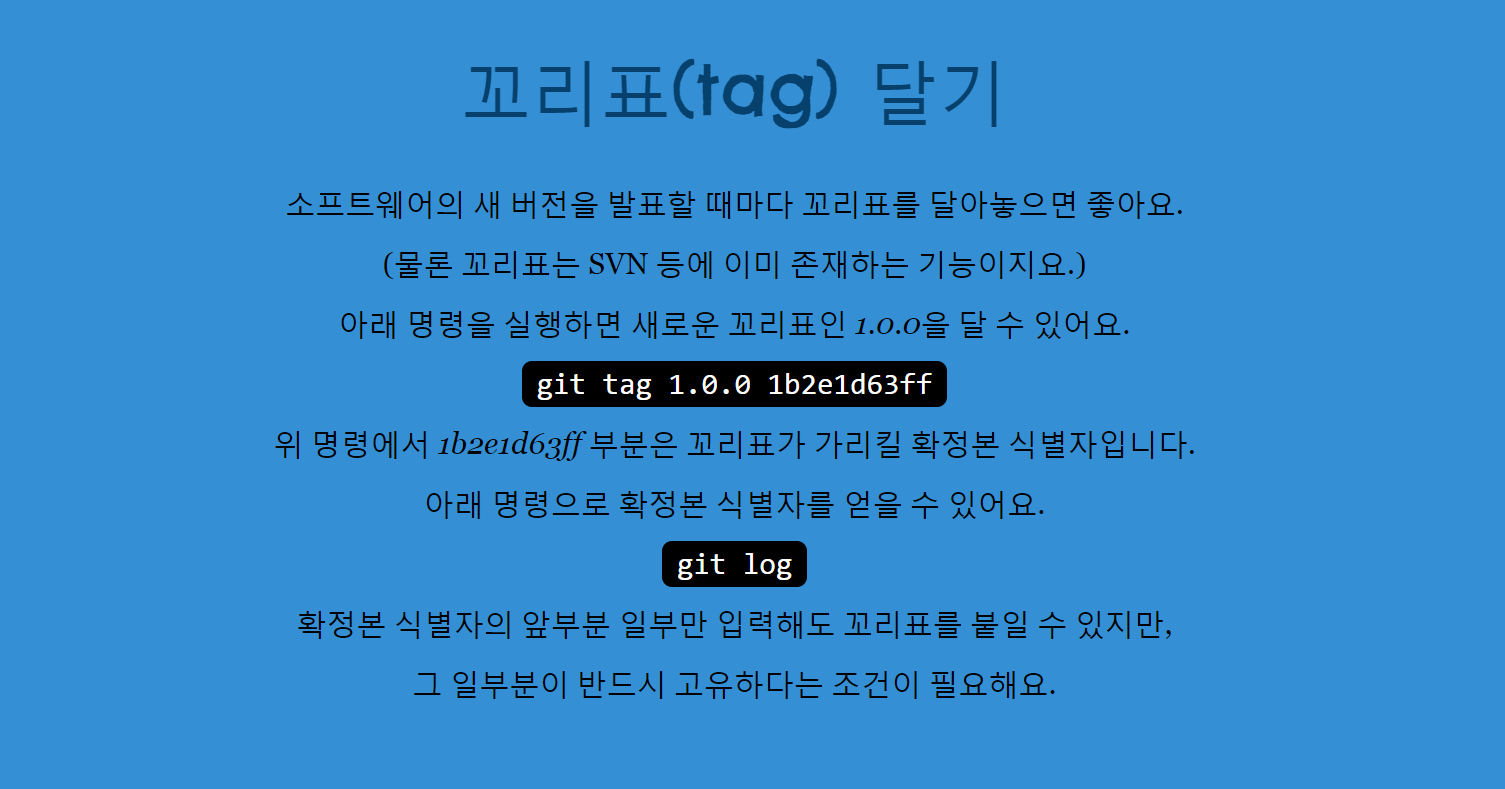 꼬리표(tag) 달기
소프트웨어의 새 버전을 발표할 때마다 꼬리표를 달아놓으면 좋아요.
(물론 꼬리표는 SVN 등에 이미 존재하는 기능이지요.)
아래 명령을 실행하면 새로운 꼬리표인 1.0.0을 달 수 있어요.
git tag 1.0.0 1b2e1d63ff
위 명령에서 1b2e1d63ff 부분은 꼬리표가 가리킬 확정본 식별자입니다.
아래 명령으로 확정본 식별자를 얻을 수 있어요.
git log
확정본 식별자의 앞부분 일부만 입력해도 꼬리표를 붙일 수 있지만,
그 일부분이 반드시 고유하다는 조건이 필요해요.